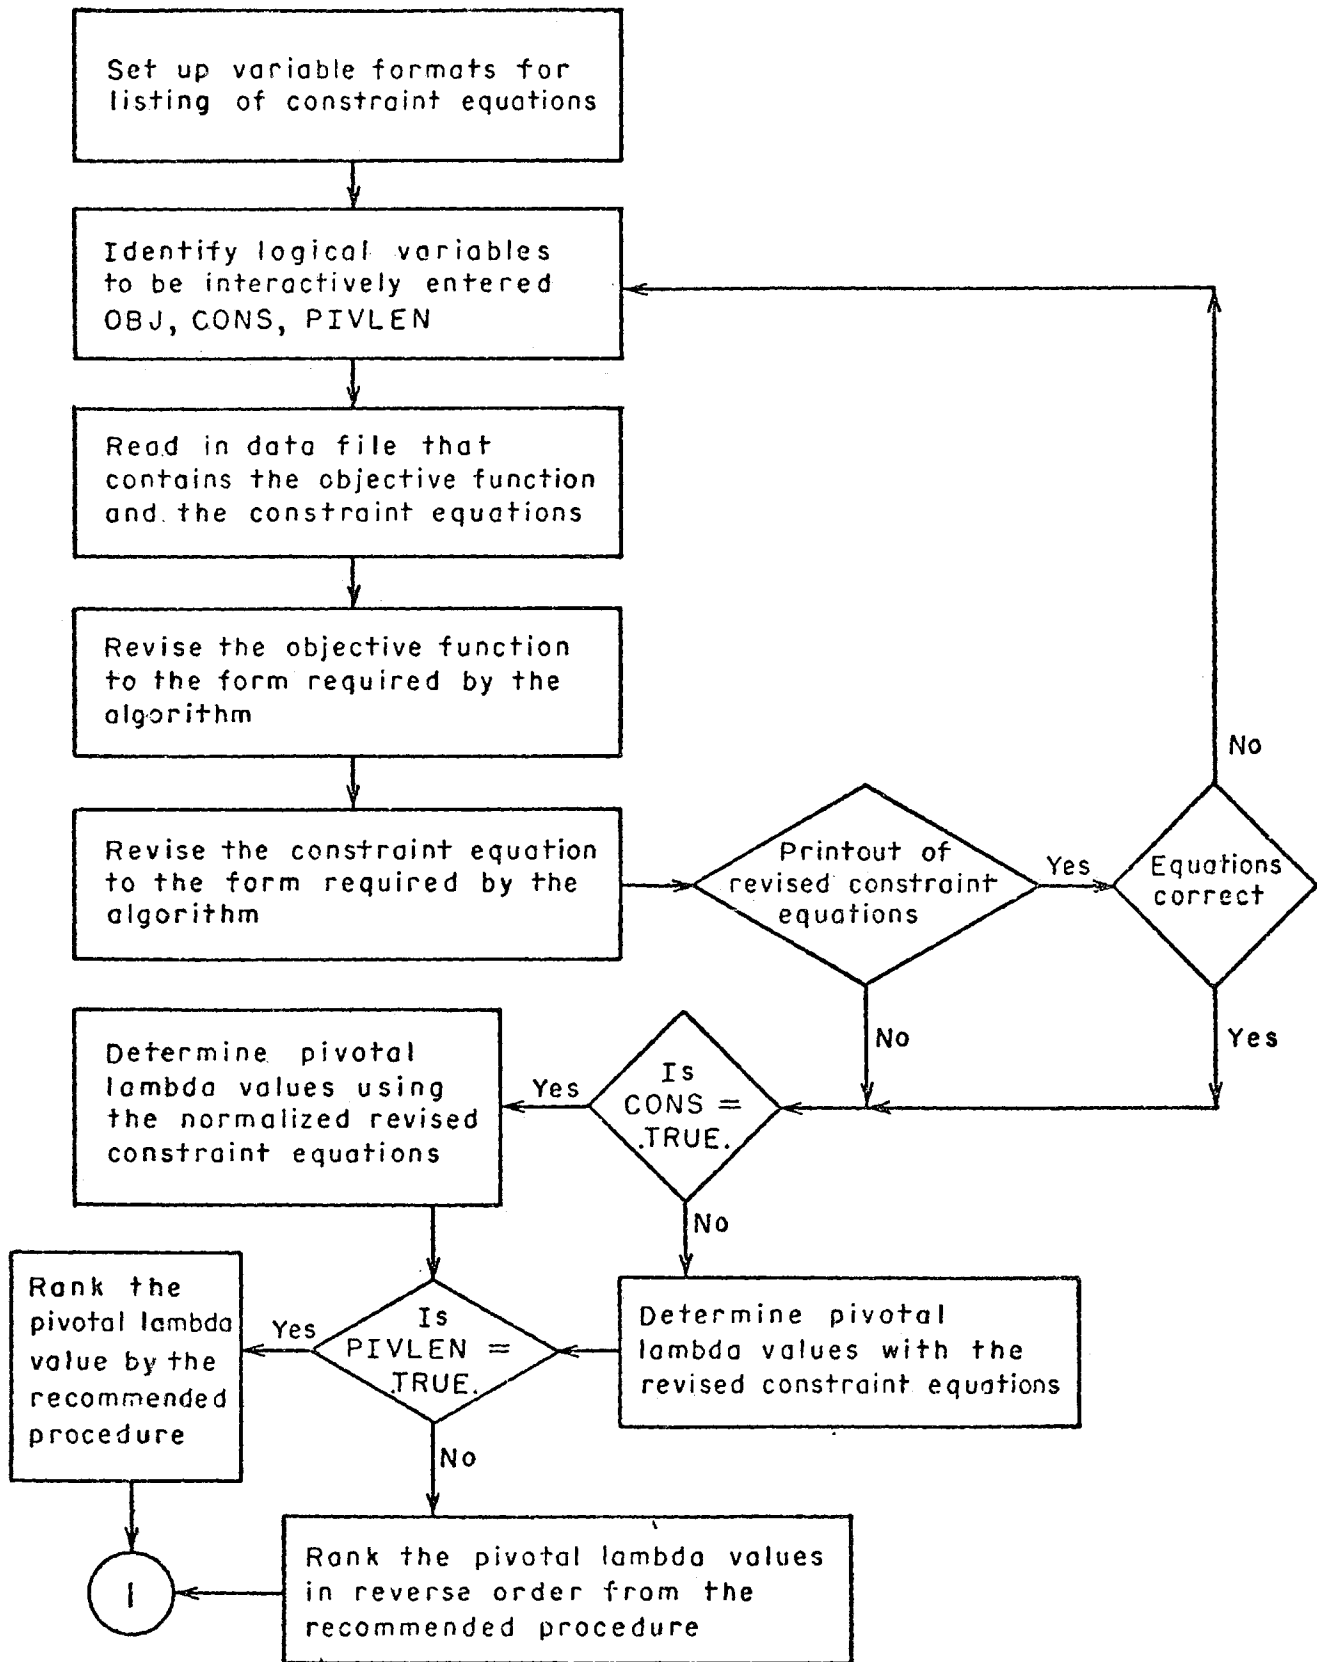 Set up variable formats for
listing of constraint equations
Identify logical variables
to be interactively entered
OBJ, CONS, PIVLEN
Read in data file that
contains the objective function
and the constraint equations
Revise the objective function
to the form required by the
algorithm
No
Revise the constraint equation
to the form required by the
algorithm
Printout of
revised constraint
equations
Yes
Equations
correct
No
Yes
Determine pivotal
lambda values using
the normalized revised
constraint equations
Yes
Is
CONS =
.TRUE.
No
Rank the
pivotal lambda
value by the
recommended
procedure
Yes
Is
PIVLEN =
.TRUE.
Determine pivotal
lambda values with the
revised constraint equations
No
Rank the pivotal lambda values
in reverse order from the
recommended procedure
1